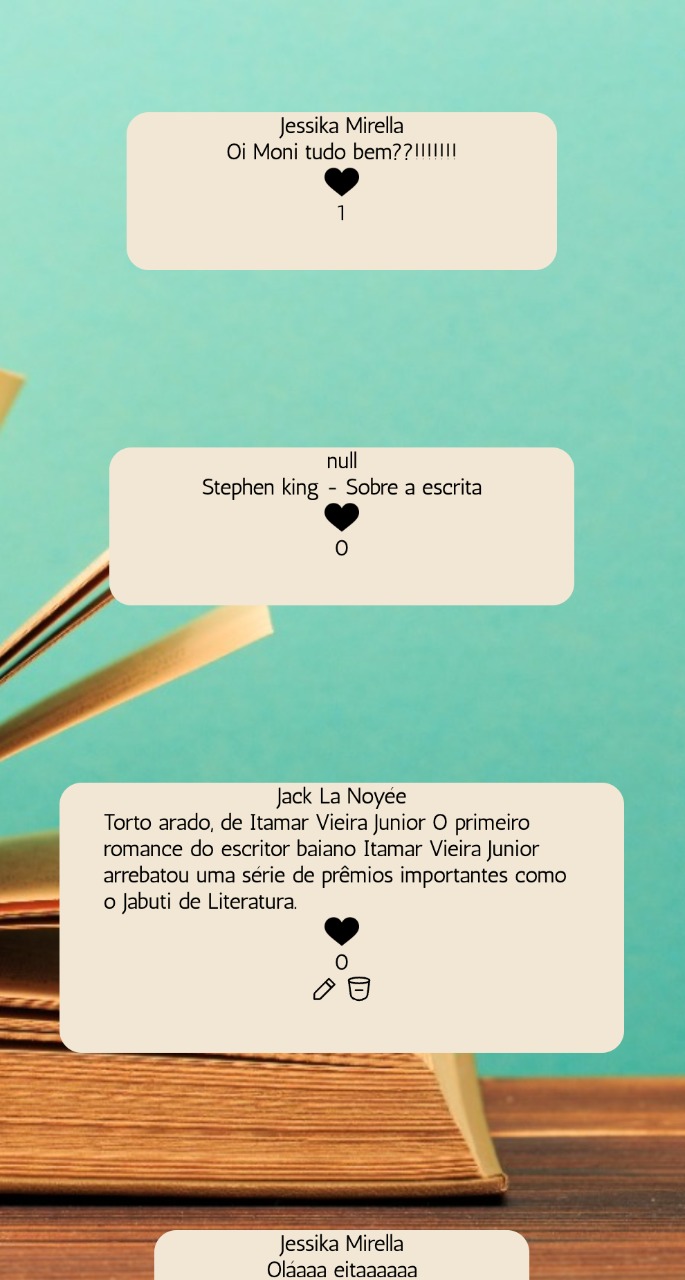 Jessika Mirella
Oi Moni tudo bem??!!!!!!!
1
null
Stephen king - Sobre a escrita
0
Jack La Noyée
Torto arado, de Itamar Vieira Junior O primeiro
romance do escritor baiano Itamar Vieira Junior
arrebatou uma série de prêmios importantes como
o Jabuti de Literatura.
0
Jessika Mirella
Oláaaa eitaaaaaa